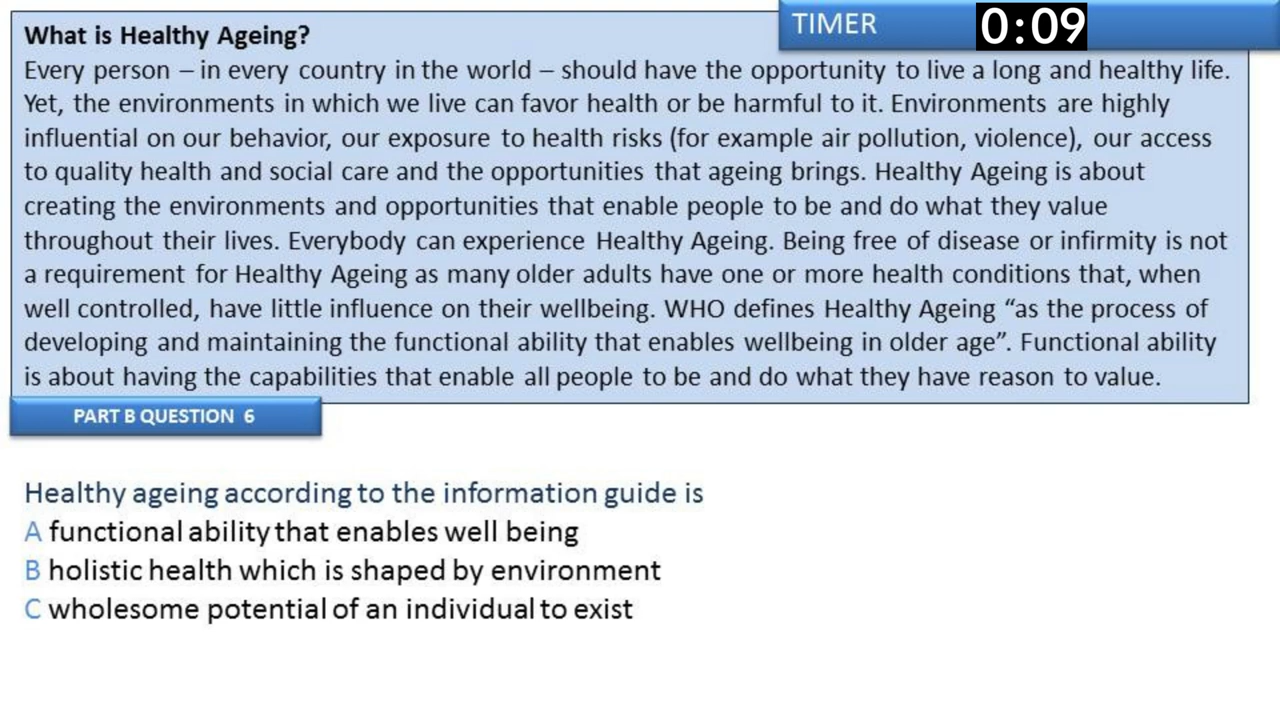 TIMER 0:09
What is Healthy Ageing?
Every person – in every country in the world – should have the opportunity to live a long and healthy life.
Yet, the environments in which we live can favor health or be harmful to it. Environments are highly
influential on our behavior, our exposure to health risks (for example air pollution, violence), our access
to quality health and social care and the opportunities that ageing brings. Healthy Ageing is about
creating the environments and opportunities that enable people to be and do what they value
throughout their lives. Everybody can experience Healthy Ageing. Being free of disease or infirmity is not
a requirement for Healthy Ageing as many older adults have one or more health conditions that, when
well controlled, have little influence on their wellbeing. WHO defines Healthy Ageing “as the process of
developing and maintaining the functional ability that enables wellbeing in older age”. Functional ability
is about having the capabilities that enable all people to be and do what they have reason to value.
PART B QUESTION 6
Healthy ageing according to the information guide is
A functional ability that enables well being
B holistic health which is shaped by environment
C wholesome potential of an individual to exist